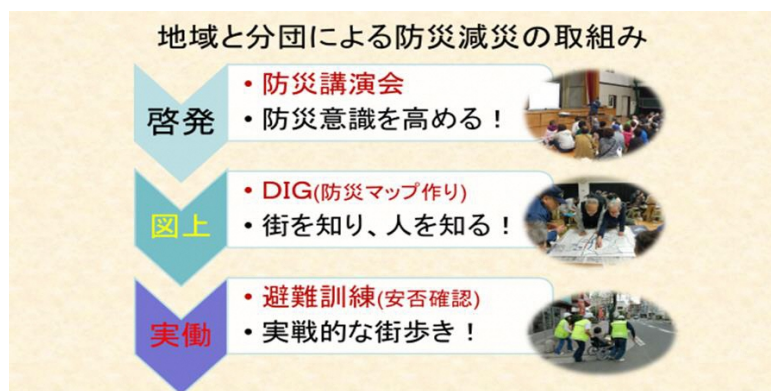 地域と分団による防災減災の取組み
啓発
• 防災講演会
• 防災意識を高める！
図上
• DIG(防災マップ作り)
• 街を知り、人を知る！
実働
• 避難訓練(安否確認)
• 実戦的な街歩き！